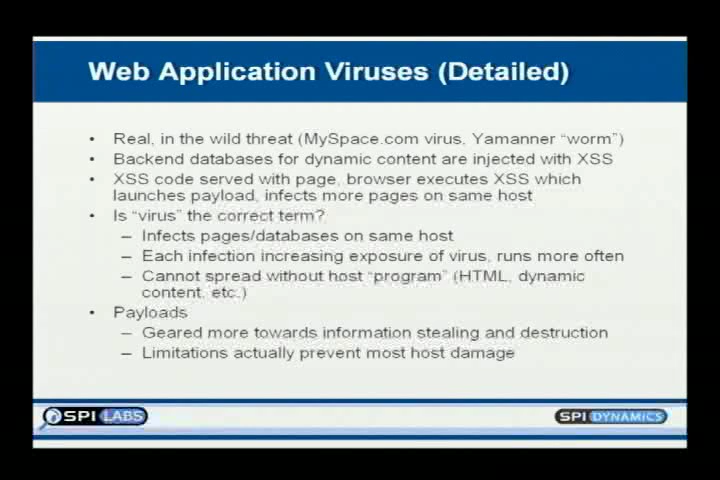 Web Application Viruses (Detailed)
• Real, in the wild threat (MySpace.com virus, Yamanner “worm”)
• Backend databases for dynamic content are injected with XSS
• XSS code served with page, browser executes XSS which
launches payload, infects more pages on same host
• Is “virus” the correct term?
– Infects pages/databases on same host
– Each infection increasing exposure of virus, runs more often
– Cannot spread without host “program” (HTML, dynamic
content, etc.)
• Payloads
– Geared more towards information stealing and destruction
– Limitations actually prevent most host damage
SPI LABS
SPI DYNAMICS